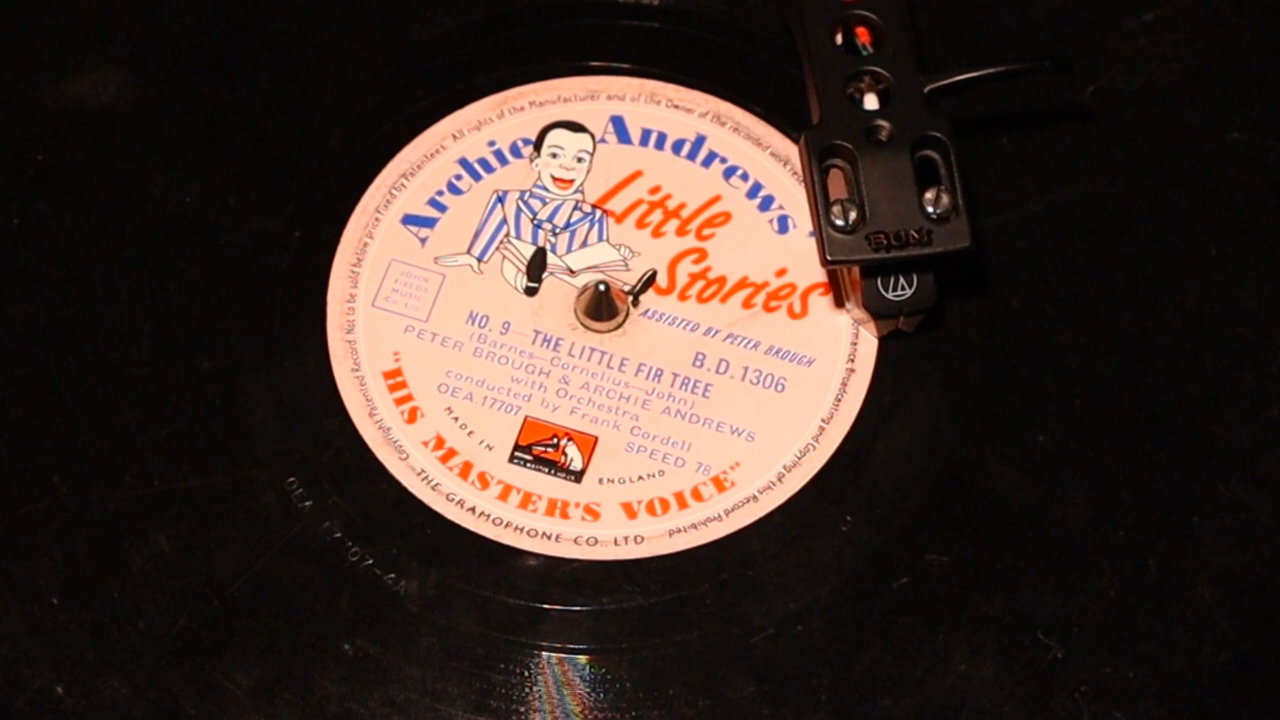 Copyright Patented Record. Not to be sold below price fixed by Patentees. All rights of the Manufacturer and of the Owner of the recorded work
Broadcasting and Copying of this Record Prohibited
Archie Andrews'
Little
Stories
ASSISTED BY PETER BROUGH
JOHN
FIELDS
MUSIC
Co. LTD.
B.D. 1306
NO. 9—THE LITTLE FIR TREE
(Barnes—Cornelius—John)
PETER BROUGH & ARCHIE ANDREWS
with Orchestra
conducted by Frank Cordell
OEA.17707
SPEED 78
MADE IN ENGLAND
"HIS MASTER'S VOICE"
THE GRAMOPHONE CO., LTD.